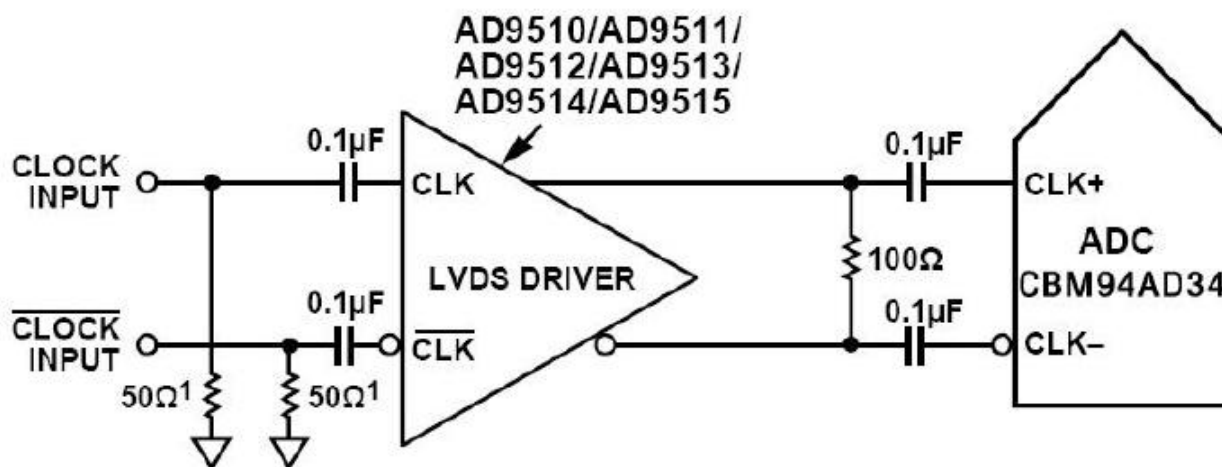 AD9510/AD9511/
AD9512/AD9513/
AD9514/AD9515
0.1µF
0.1µF
CLOCK
INPUT
CLK
CLK+
ADC
CBM94AD34
LVDS DRIVER
100Ω
0.1µF
0.1µF
CLOCK
INPUT
CLK
CLK–
50Ω1
50Ω1